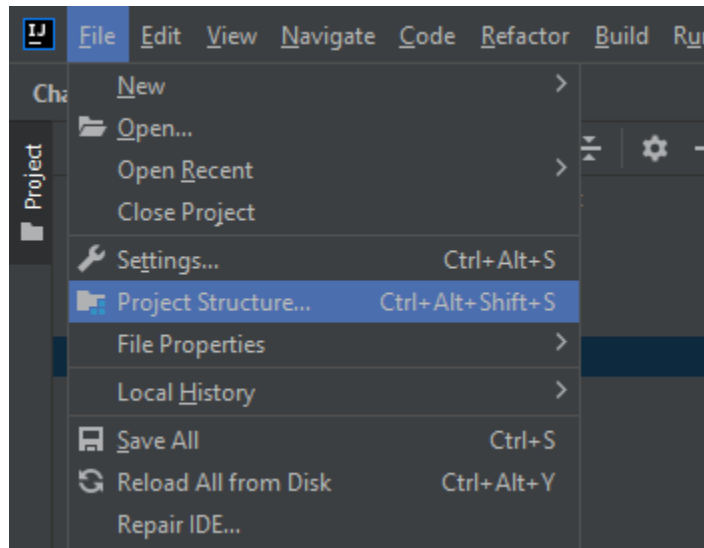 IJ File Edit View Navigate Code Refactor Build Ru
Cha
New
Open...
Open Recent
Close Project
Settings... Ctrl+Alt+S
Project Structure... Ctrl+Alt+Shift+S
File Properties
Local History
Save All Ctrl+S
Reload All from Disk Ctrl+Alt+Y
Repair IDE...
Project